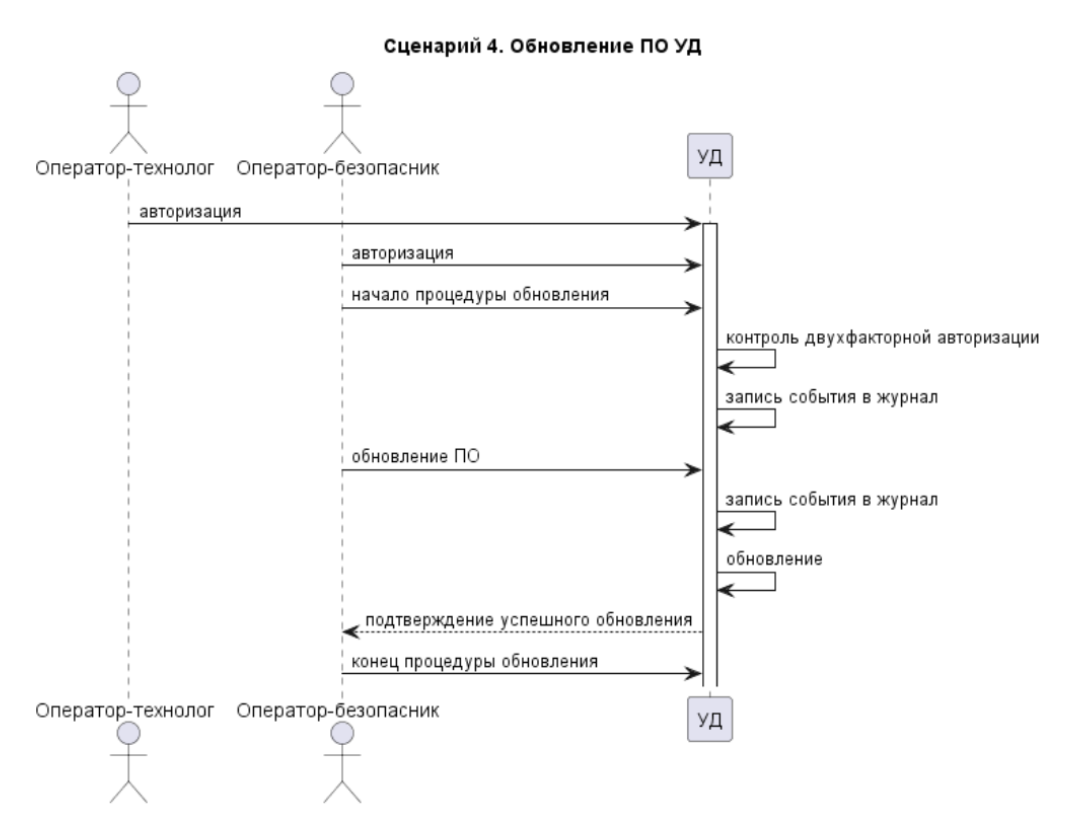 Сценарий 4. Обновление ПО УД
Оператор-технолог
Оператор-безопасник
УД
авторизация
авторизация
начало процедуры обновления
контроль двухфакторной авторизации
запись события в журнал
обновление ПО
запись события в журнал
обновление
подтверждение успешного обновления
конец процедуры обновления
Оператор-технолог
Оператор-безопасник
УД